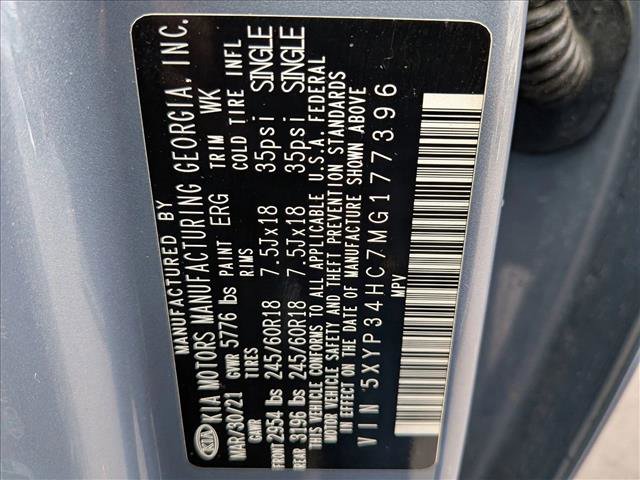 MANUFACTURED BY
KIA KIA MOTORS MANUFACTURING GEORGIA, INC.
MAR/30/21 GVWR 5776 lbs PAINT ERG TRIM WK
GAWR TIRES RIMS COLD TIRE INFL
FRONT 2954 lbs 245/60R18 7.5Jx18 35psi SINGLE
REAR 3196 lbs 245/60R18 7.5Jx18 35psi SINGLE
THIS VEHICLE CONFORMS TO ALL APPLICABLE U.S.A. FEDERAL
MOTOR VEHICLE SAFETY AND THEFT PREVENTION STANDARDS
IN EFFECT ON THE DATE OF MANUFACTURE SHOWN ABOVE
VIN 5XYP34HC7MG177396
MPV